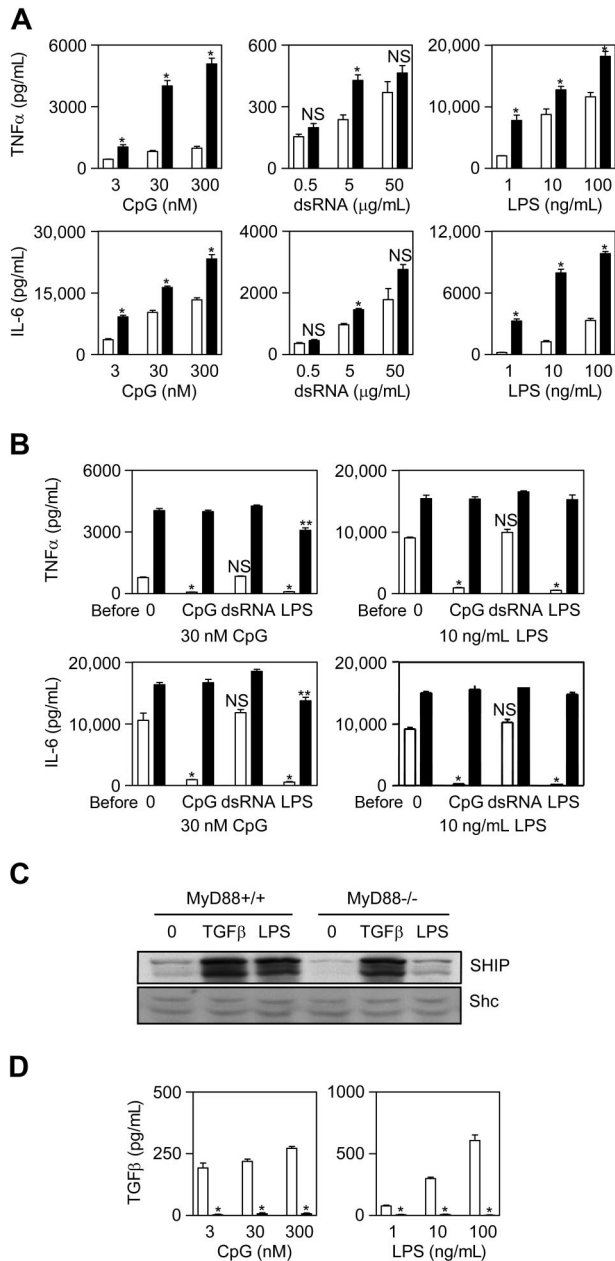 A
TNFα (pg/mL)
6000
3000
0
* * *
3 30 300
CpG (nM)
600
300
0
NS * NS
0.5 5 50
dsRNA (μg/mL)
20,000
10,000
0
* * *
1 10 100
LPS (ng/mL)
IL-6 (pg/mL)
30,000
15,000
0
* * *
3 30 300
CpG (nM)
4000
2000
0
NS * NS
0.5 5 50
dsRNA (μg/mL)
12,000
6000
0
* * *
1 10 100
LPS (ng/mL)
B
TNFα (pg/mL)
6000
3000
0
* NS * **
Before 0 CpG dsRNA LPS
30 nM CpG
20,000
10,000
0
* NS *
Before 0 CpG dsRNA LPS
10 ng/mL LPS
IL-6 (pg/mL)
20,000
10,000
0
* NS * **
Before 0 CpG dsRNA LPS
30 nM CpG
20,000
10,000
0
* NS *
Before 0 CpG dsRNA LPS
10 ng/mL LPS
C
MyD88+/+ MyD88-/-
0 TGFβ LPS 0 TGFβ LPS
SHIP
Shc
D
TGFβ (pg/mL)
500
250
0
* * *
3 30 300
CpG (nM)
1000
500
0
* * *
1 10 100
LPS (ng/mL)